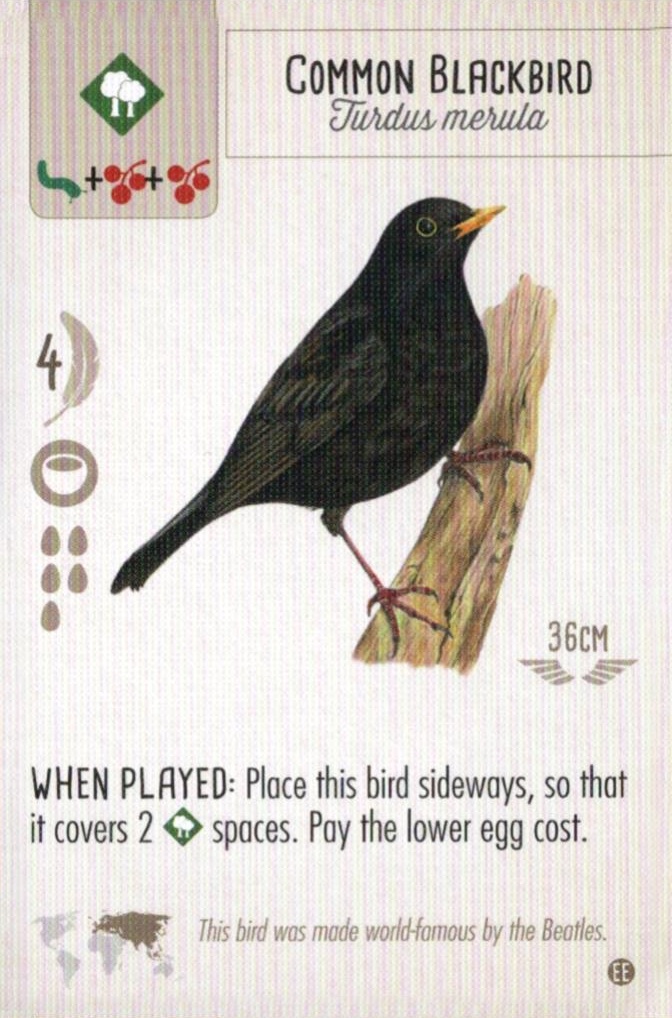 COMMON BLACKBIRD
Turdus merula
+ +
4
36CM
WHEN PLAYED: Place this bird sideways, so that
it covers 2 spaces. Pay the lower egg cost.
This bird was made world-famous by the Beatles.
EE